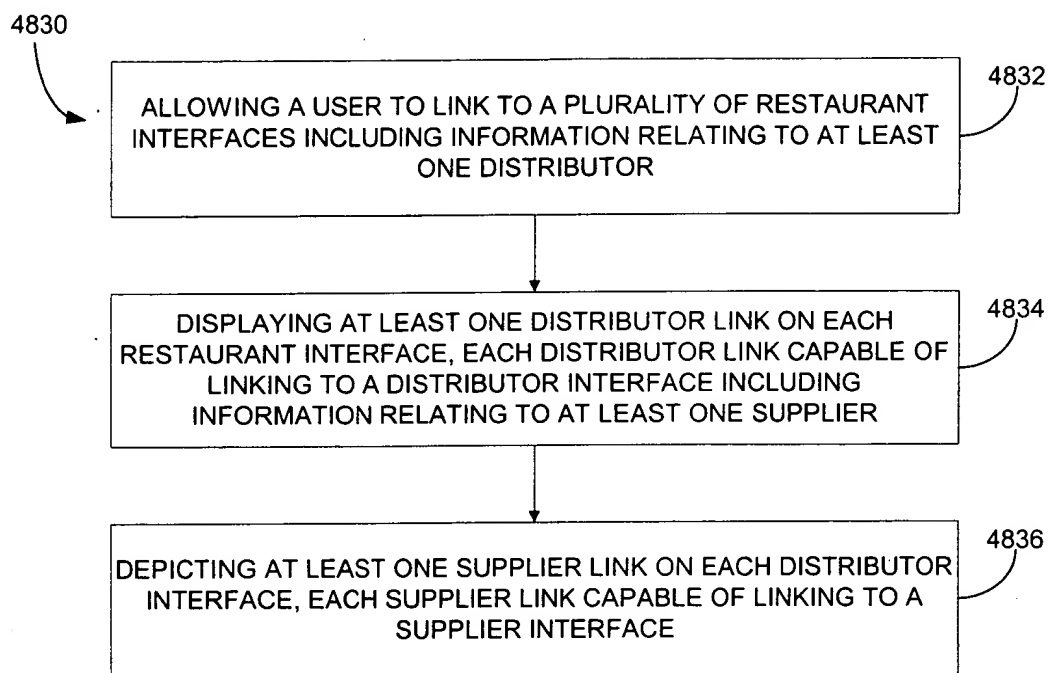 4830
4832
ALLOWING A USER TO LINK TO A PLURALITY OF RESTAURANT
INTERFACES INCLUDING INFORMATION RELATING TO AT LEAST
ONE DISTRIBUTOR
4834
DISPLAYING AT LEAST ONE DISTRIBUTOR LINK ON EACH
RESTAURANT INTERFACE, EACH DISTRIBUTOR LINK CAPABLE OF
LINKING TO A DISTRIBUTOR INTERFACE INCLUDING
INFORMATION RELATING TO AT LEAST ONE SUPPLIER
4836
DEPICTING AT LEAST ONE SUPPLIER LINK ON EACH DISTRIBUTOR
INTERFACE, EACH SUPPLIER LINK CAPABLE OF LINKING TO A
SUPPLIER INTERFACE